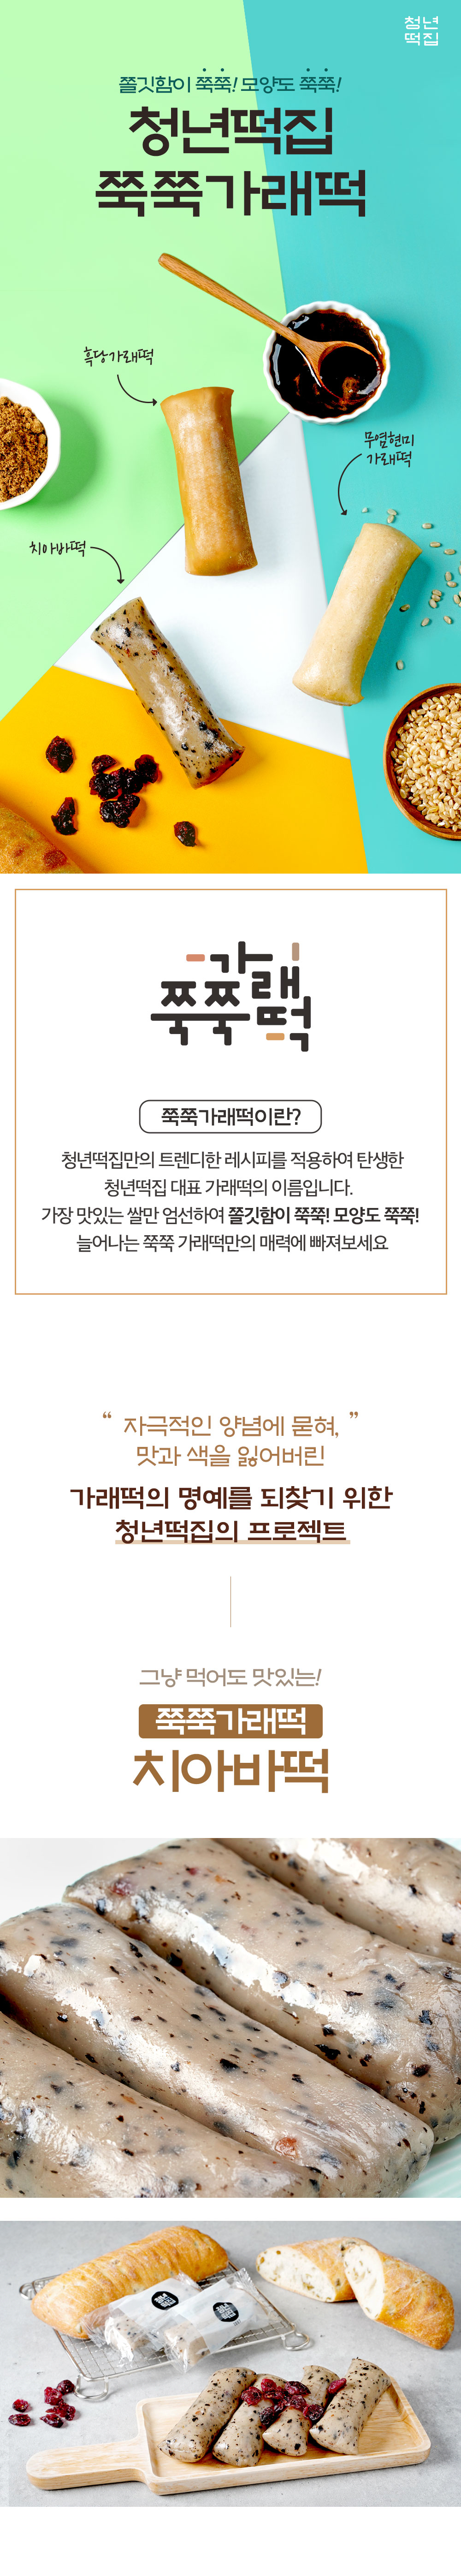 청년
떡집
쫄깃함이 쭉쭉! 모양도 쭉쭉!
청년떡집
쭉쭉가래떡
흑당가래떡
무염현미
가래떡
치아바떡
쭉쭉가래떡
쭉쭉가래떡이란?
청년떡집만의 트렌디한 레시피를 적용하여 탄생한
청년떡집 대표 가래떡의 이름입니다.
가장 맛있는 쌀만 엄선하여 쫄깃함이 쭉쭉! 모양도 쭉쭉!
늘어나는 쭉쭉 가래떡만의 매력에 빠져보세요
“ 자극적인 양념에 묻혀, ”
맛과 색을 잃어버린
가래떡의 명예를 되찾기 위한
청년떡집의 프로젝트
그냥 먹어도 맛있는!
쭉쭉가래떡
치아바떡